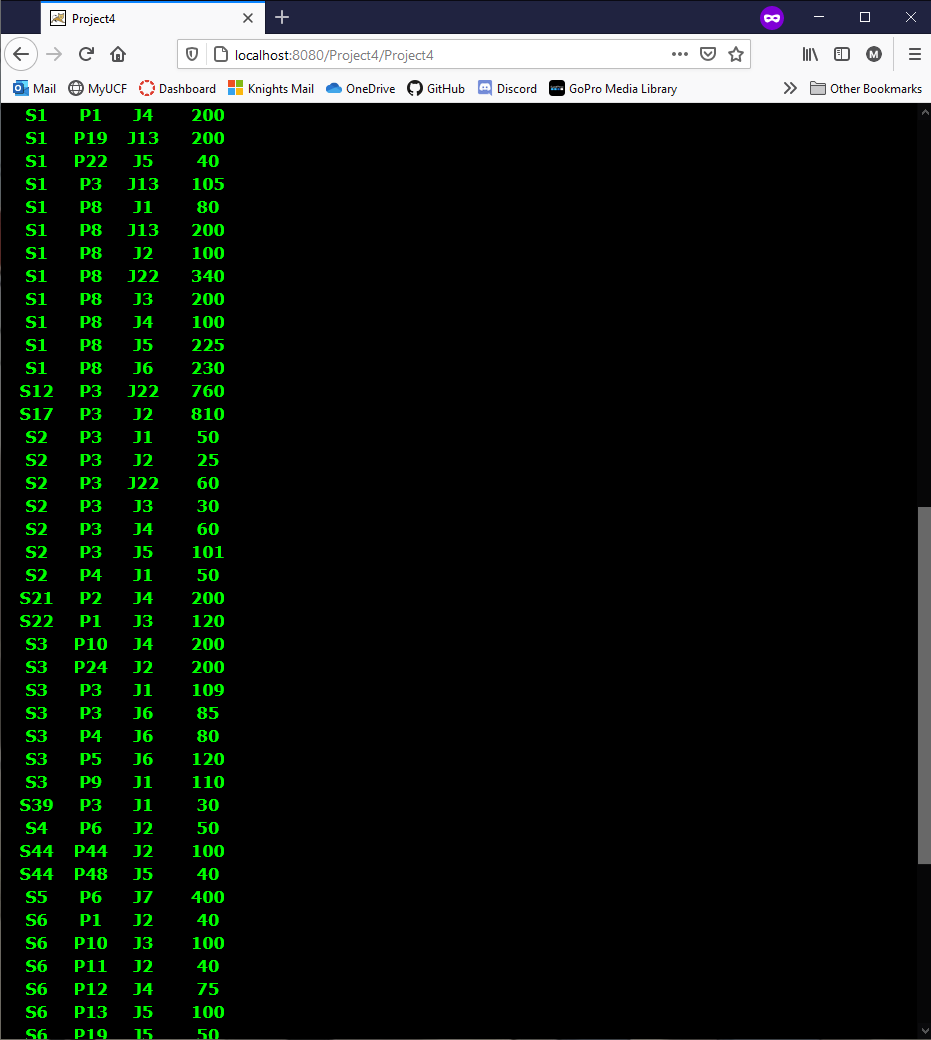 Project4
localhost:8080/Project4/Project4
Mail MyUCF Dashboard Knights Mail OneDrive GitHub Discord GoPro Media Library Other Bookmarks
S1 P1 J4 200
S1 P19 J13 200
S1 P22 J5 40
S1 P3 J13 105
S1 P8 J1 80
S1 P8 J13 200
S1 P8 J2 100
S1 P8 J22 340
S1 P8 J3 200
S1 P8 J4 100
S1 P8 J5 225
S1 P8 J6 230
S12 P3 J22 760
S17 P3 J2 810
S2 P3 J1 50
S2 P3 J2 25
S2 P3 J22 60
S2 P3 J3 30
S2 P3 J4 60
S2 P3 J5 101
S2 P4 J1 50
S21 P2 J4 200
S22 P1 J3 120
S3 P10 J4 200
S3 P24 J2 200
S3 P3 J1 109
S3 P3 J6 85
S3 P4 J6 80
S3 P5 J6 120
S3 P9 J1 110
S39 P3 J1 30
S4 P6 J2 50
S44 P44 J2 100
S44 P48 J5 40
S5 P6 J7 400
S6 P1 J2 40
S6 P10 J3 100
S6 P11 J2 40
S6 P12 J4 75
S6 P13 J5 100
S6 P19 J5 50